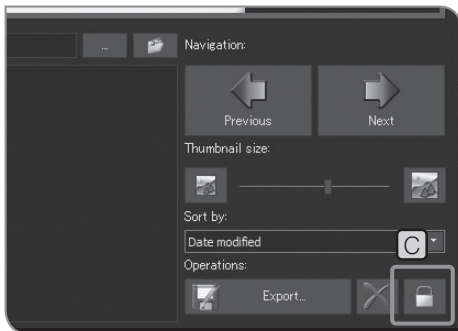 ...
Navigation:
Previous
Next
Thumbnail size:
Sort by:
Date modified
C
Operations:
Export...